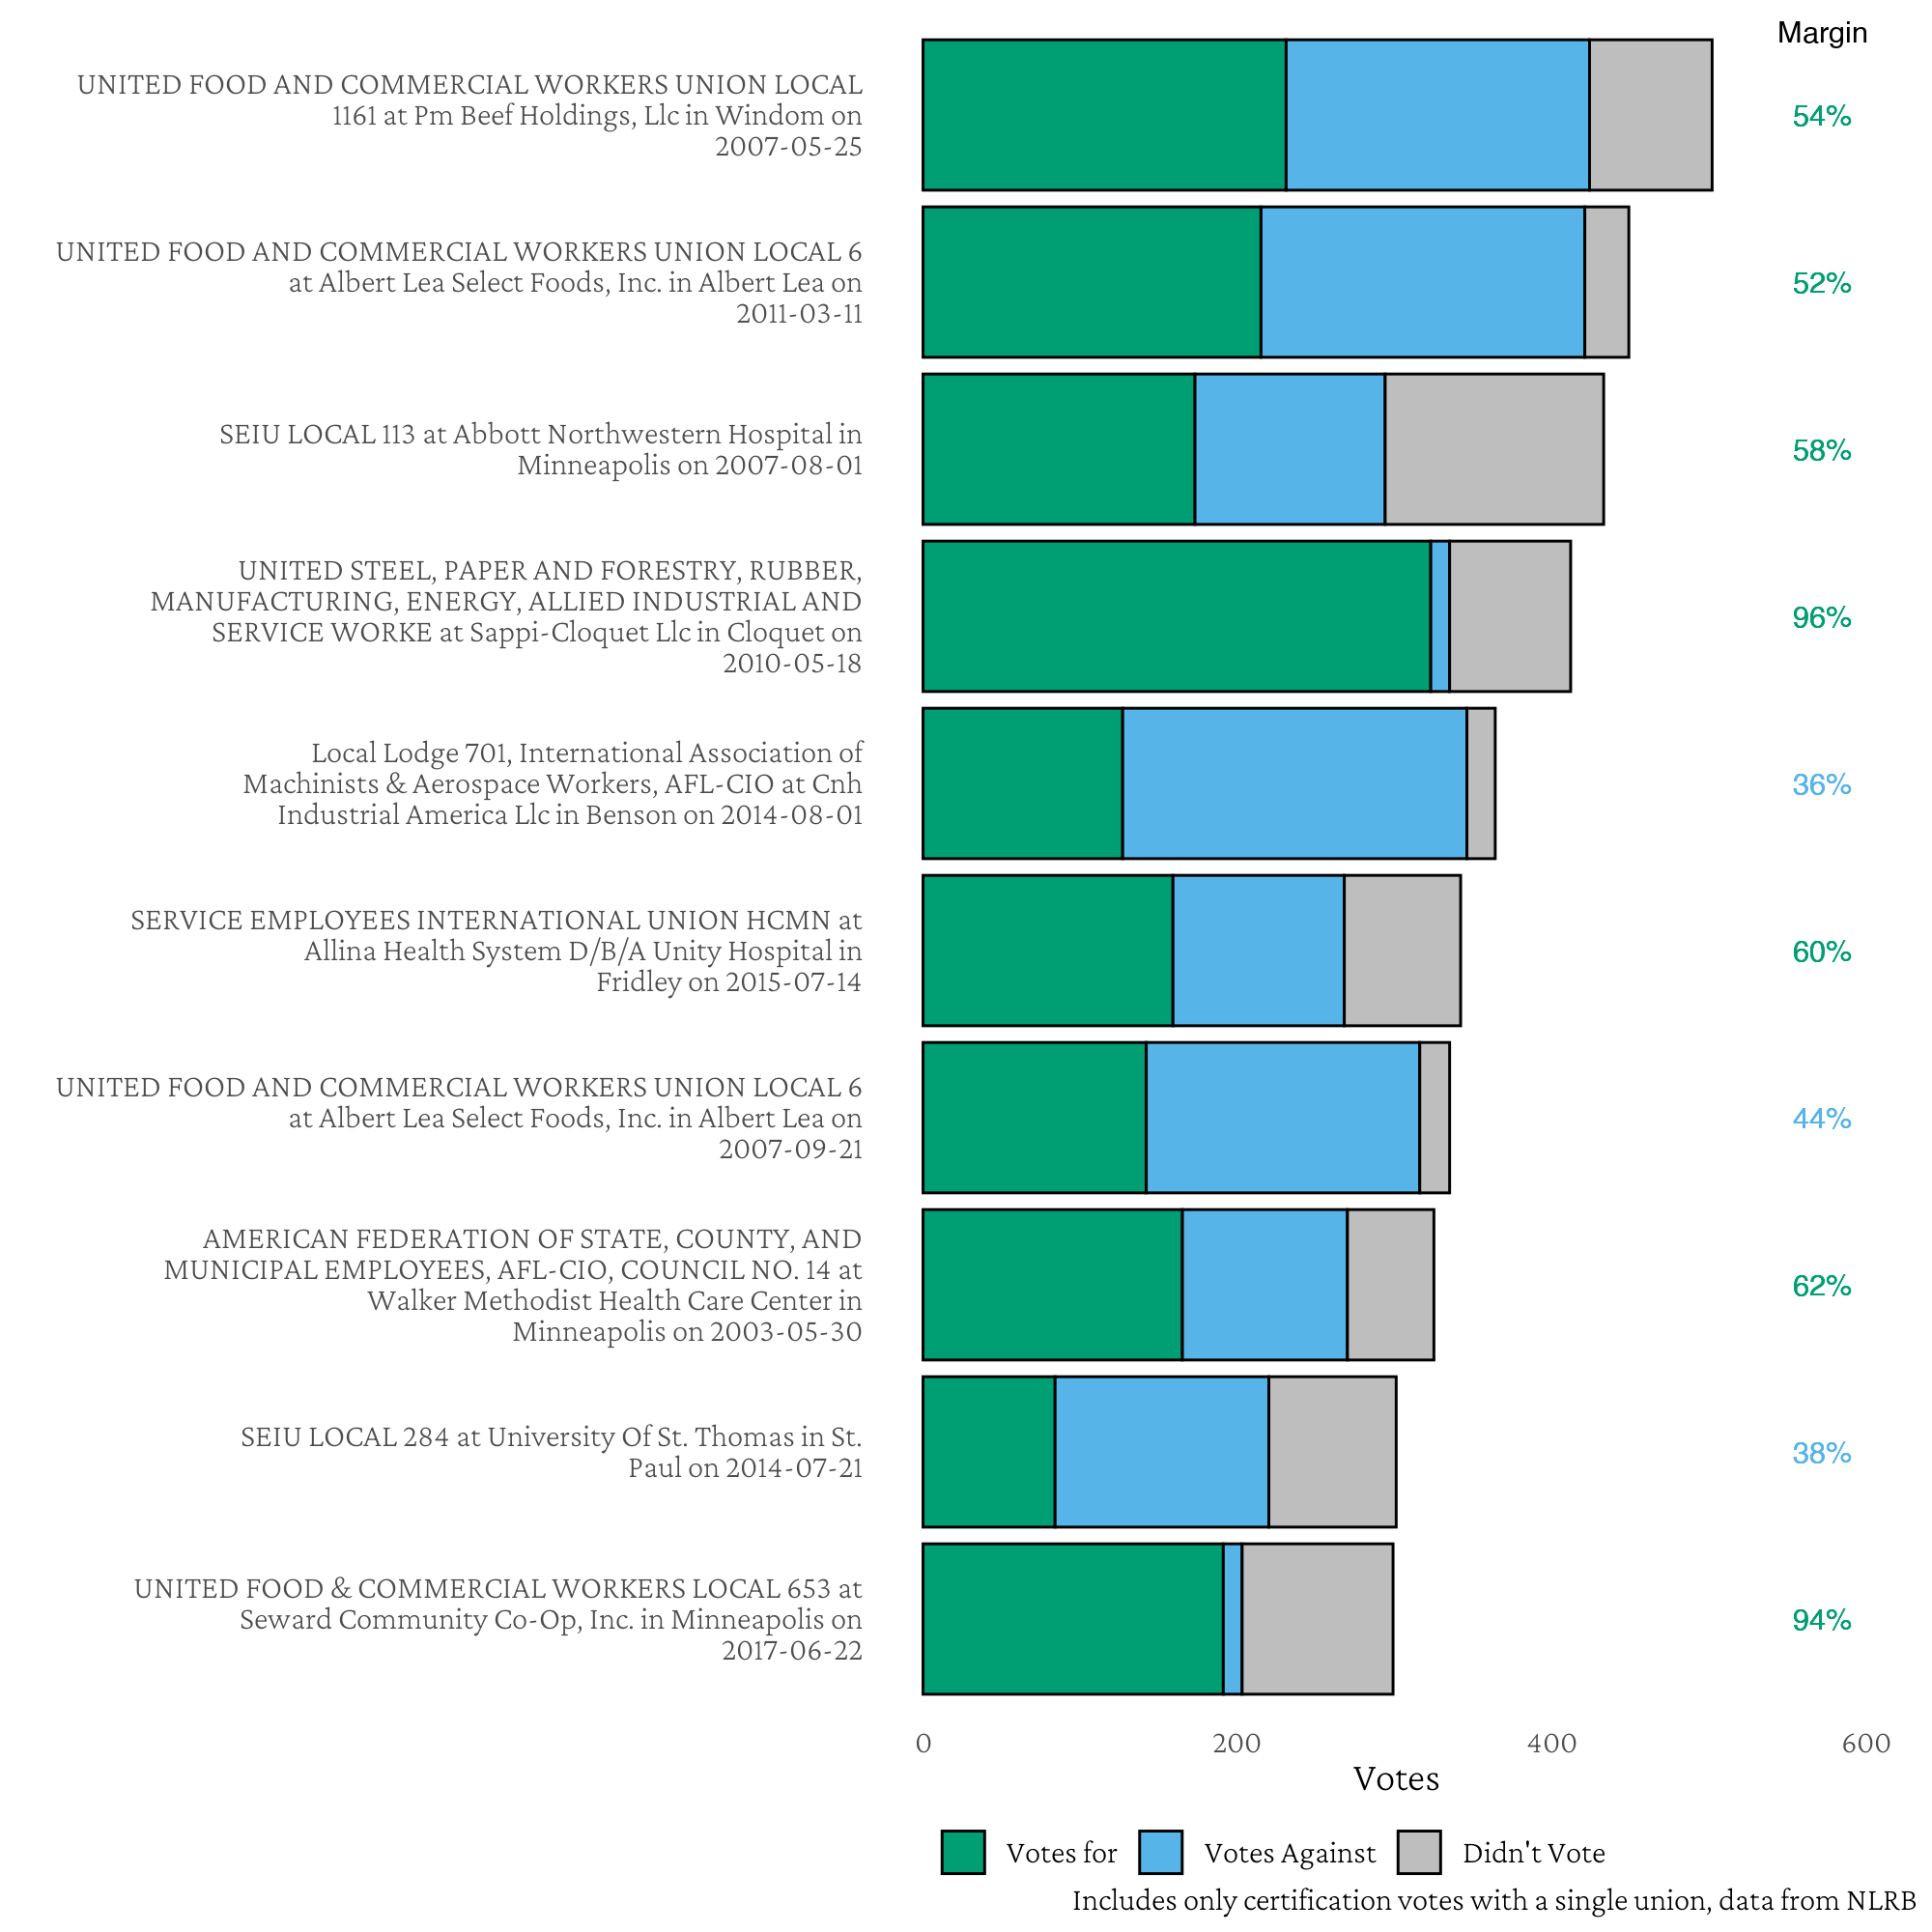 Margin
UNITED FOOD AND COMMERCIAL WORKERS UNION LOCAL
1161 at Pm Beef Holdings, Llc in Windom on
2007-05-25
54%
UNITED FOOD AND COMMERCIAL WORKERS UNION LOCAL 6
at Albert Lea Select Foods, Inc. in Albert Lea on
2011-03-11
52%
SEIU LOCAL 113 at Abbott Northwestern Hospital in
Minneapolis on 2007-08-01
58%
UNITED STEEL, PAPER AND FORESTRY, RUBBER,
MANUFACTURING, ENERGY, ALLIED INDUSTRIAL AND
SERVICE WORKE at Sappi-Cloquet Llc in Cloquet on
2010-05-18
96%
Local Lodge 701, International Association of
Machinists & Aerospace Workers, AFL-CIO at Cnh
Industrial America Llc in Benson on 2014-08-01
36%
SERVICE EMPLOYEES INTERNATIONAL UNION HCMN at
Allina Health System D/B/A Unity Hospital in
Fridley on 2015-07-14
60%
UNITED FOOD AND COMMERCIAL WORKERS UNION LOCAL 6
at Albert Lea Select Foods, Inc. in Albert Lea on
2007-09-21
44%
AMERICAN FEDERATION OF STATE, COUNTY, AND
MUNICIPAL EMPLOYEES, AFL-CIO, COUNCIL NO. 14 at
Walker Methodist Health Care Center in
Minneapolis on 2003-05-30
62%
SEIU LOCAL 284 at University Of St. Thomas in St.
Paul on 2014-07-21
38%
UNITED FOOD & COMMERCIAL WORKERS LOCAL 653 at
Seward Community Co-Op, Inc. in Minneapolis on
2017-06-22
94%
0 200 400 600
Votes
Votes for Votes Against Didn't Vote
Includes only certification votes with a single union, data from NLRB